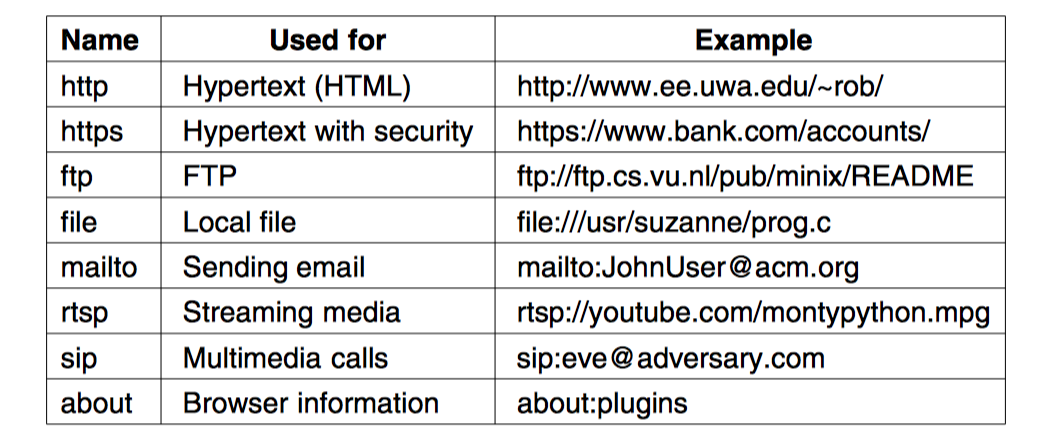 Name Used for Example
http Hypertext (HTML) http://www.ee.uwa.edu/~rob/
https Hypertext with security https://www.bank.com/accounts/
ftp FTP ftp://ftp.cs.vu.nl/pub/minix/README
file Local file file:///usr/suzanne/prog.c
mailto Sending email mailto:JohnUser@acm.org
rtsp Streaming media rtsp://youtube.com/montypython.mpg
sip Multimedia calls sip:eve@adversary.com
about Browser information about:plugins